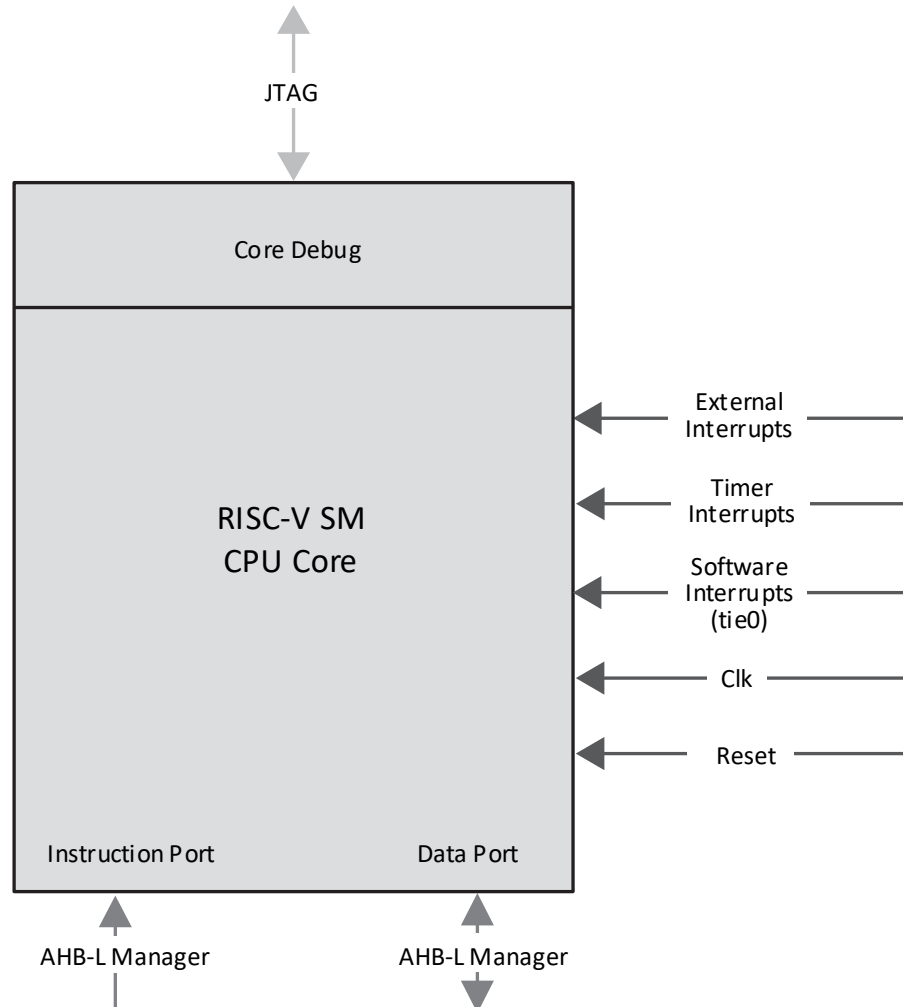 JTAG
Core Debug
External
Interrupts
Timer
Interrupts
RISC-V SM
CPU Core
Software
Interrupts
(tie0)
Clk
Reset
Instruction Port
Data Port
AHB-L Manager
AHB-L Manager